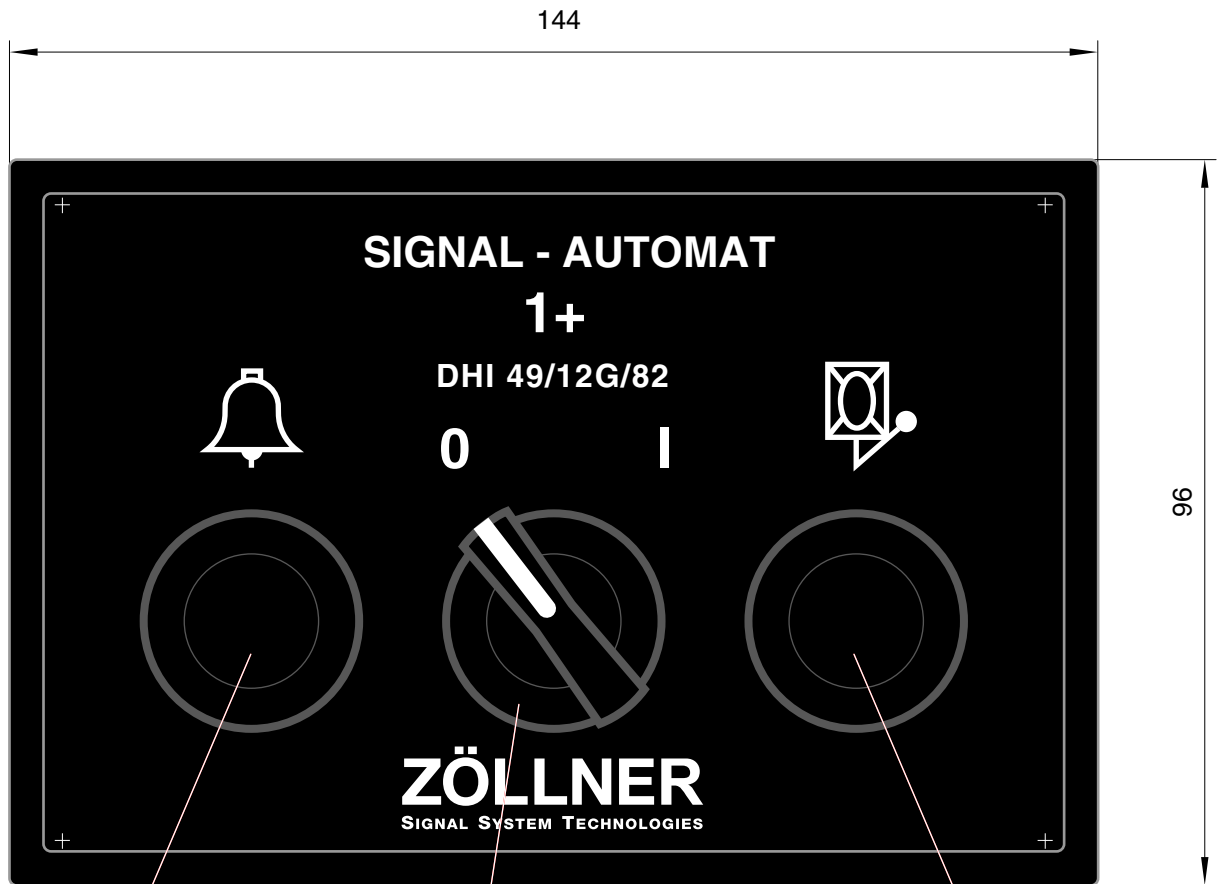 144
SIGNAL - AUTOMAT
1+
DHI 49/12G/82
0 I
96
ZÖLLNER
SIGNAL SYSTEM TECHNOLOGIES